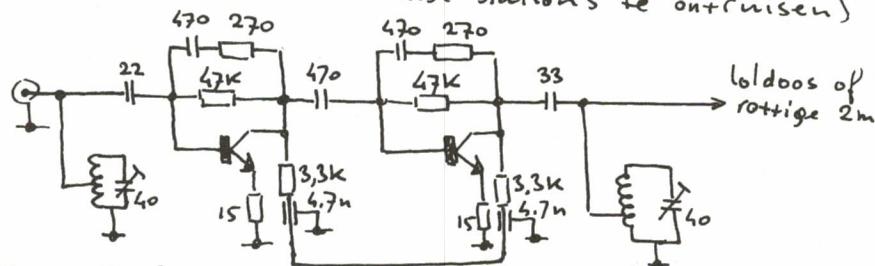 stations te ontruisen)
470 270 470 270
22 47K 470 47K 33
loldoos of
rottige 2m
3,3K 3,3K
40 15 4,7n 15 4,7n 40